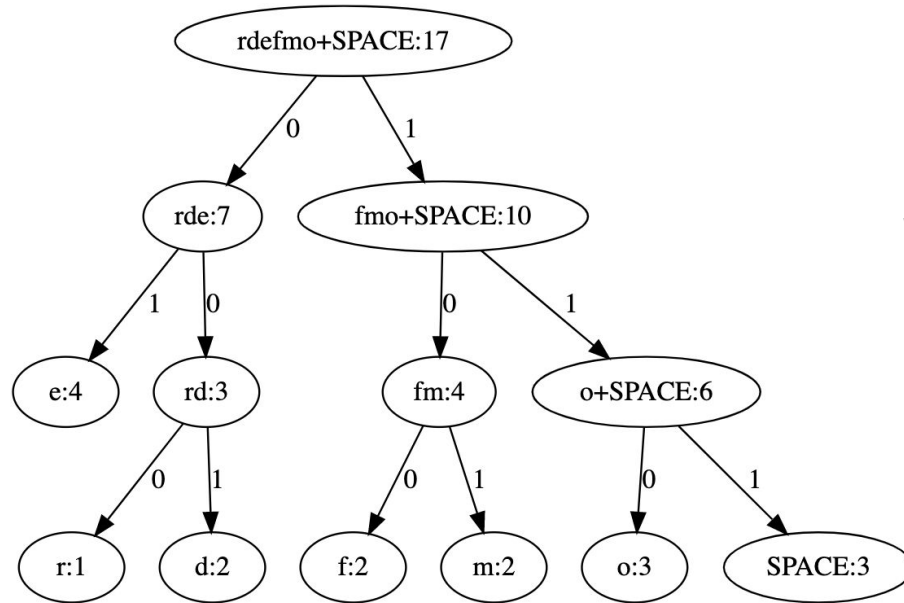 rdefmo+SPACE:17
0 1
rde:7 fmo+SPACE:10
1 0 0 1
e:4 rd:3 fm:4 o+SPACE:6
0 1 0 1 0 1
r:1 d:2 f:2 m:2 o:3 SPACE:3